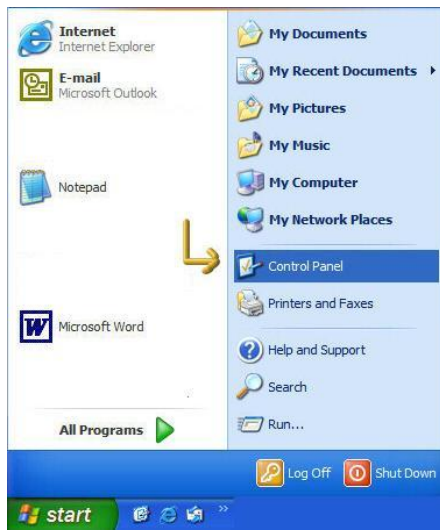 Internet
Internet Explorer
E-mail
Microsoft Outlook
Notepad
Microsoft Word
All Programs
My Documents
My Recent Documents
My Pictures
My Music
My Computer
My Network Places
Control Panel
Printers and Faxes
Help and Support
Search
Run...
Log Off
Shut Down
start